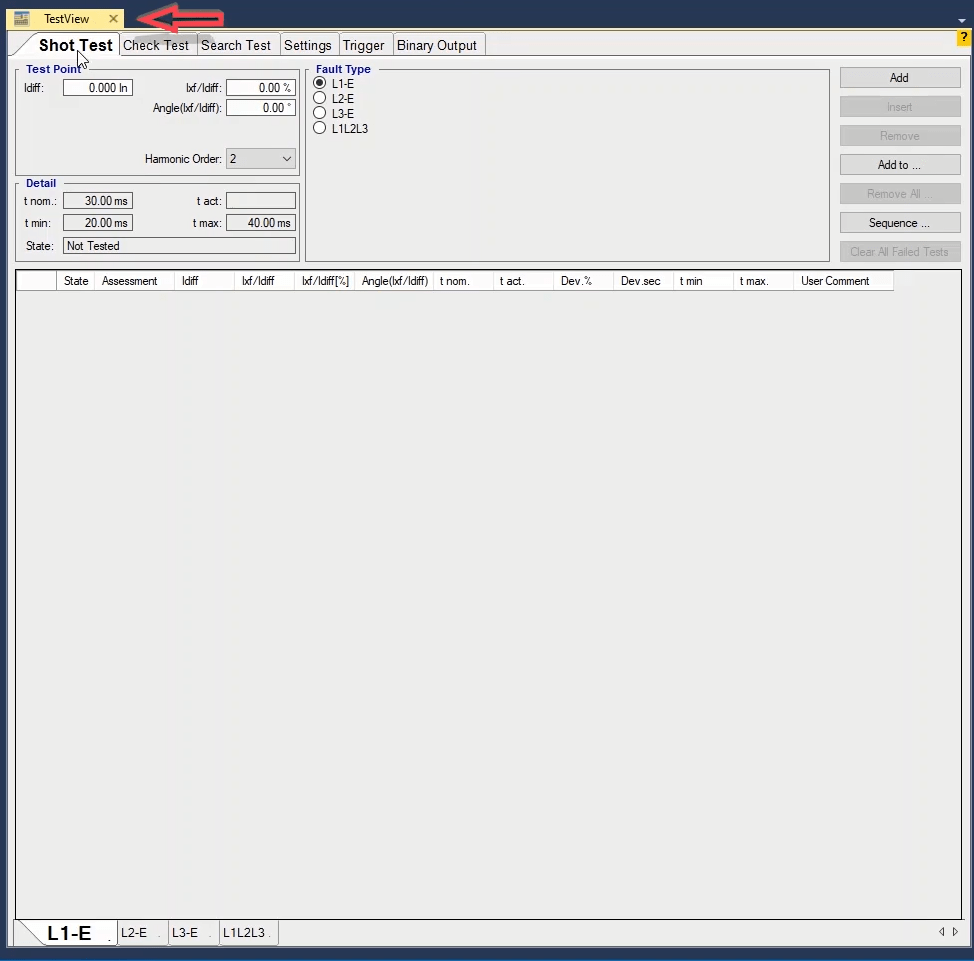 TestView
?
Shot Test Check Test Search Test Settings Trigger Binary Output
Test Point Fault Type
Idiff: 0.000 In Ixf/Idiff: 0.00 % L1-E Add
Angle(Ixf/Idiff): 0.00 ° L2-E Insert
L3-E
L1L2L3 Remove
Harmonic Order: 2 Add to ...
Detail
t nom.: 30.00 ms t act: Remove All ...
t min: 20.00 ms t max: 40.00 ms Sequence ...
State: Not Tested Clear All Failed Tests
State Assessment Idiff Ixf/Idiff Ixf/Idiff[%] Angle(Ixf/Idiff) t nom. t act. Dev.% Dev.sec t min t max. User Comment
L1-E . L2-E . L3-E . L1L2L3 .